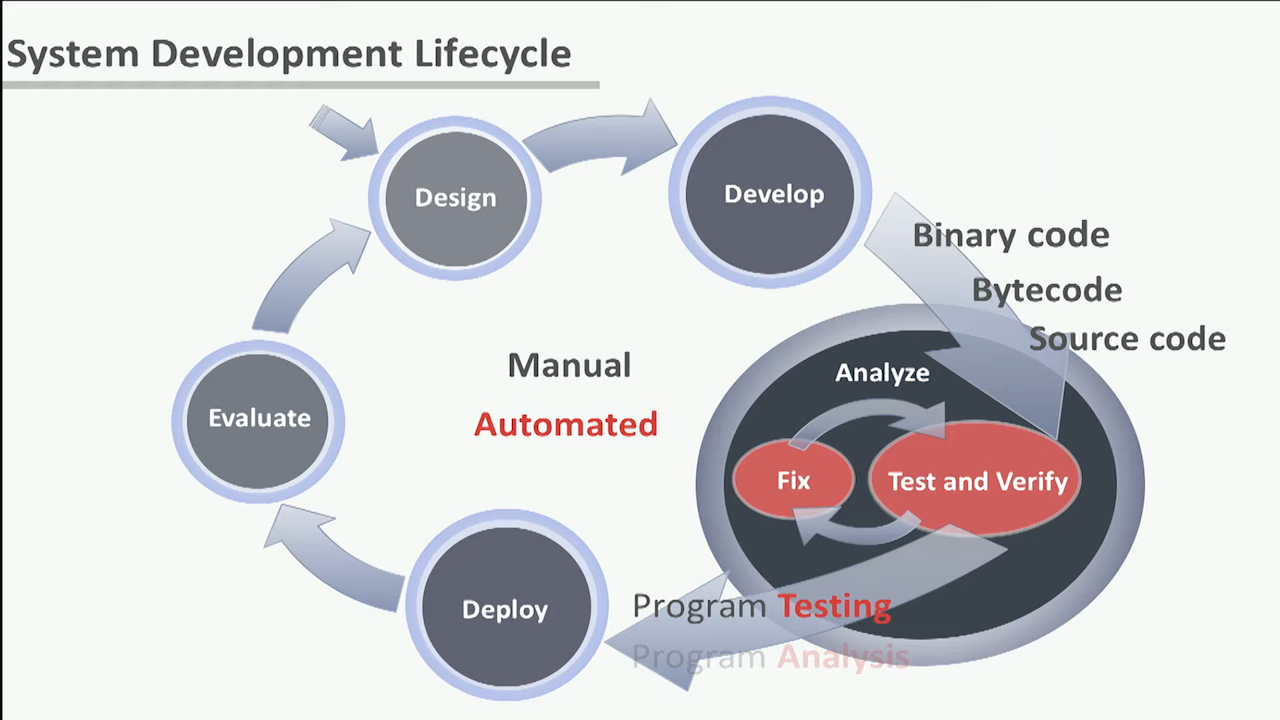 System Development Lifecycle
Design
Develop
Binary code
Bytecode
Source code
Manual
Automated
Analyze
Fix
Test and Verify
Evaluate
Deploy
Program Testing
Program Analysis